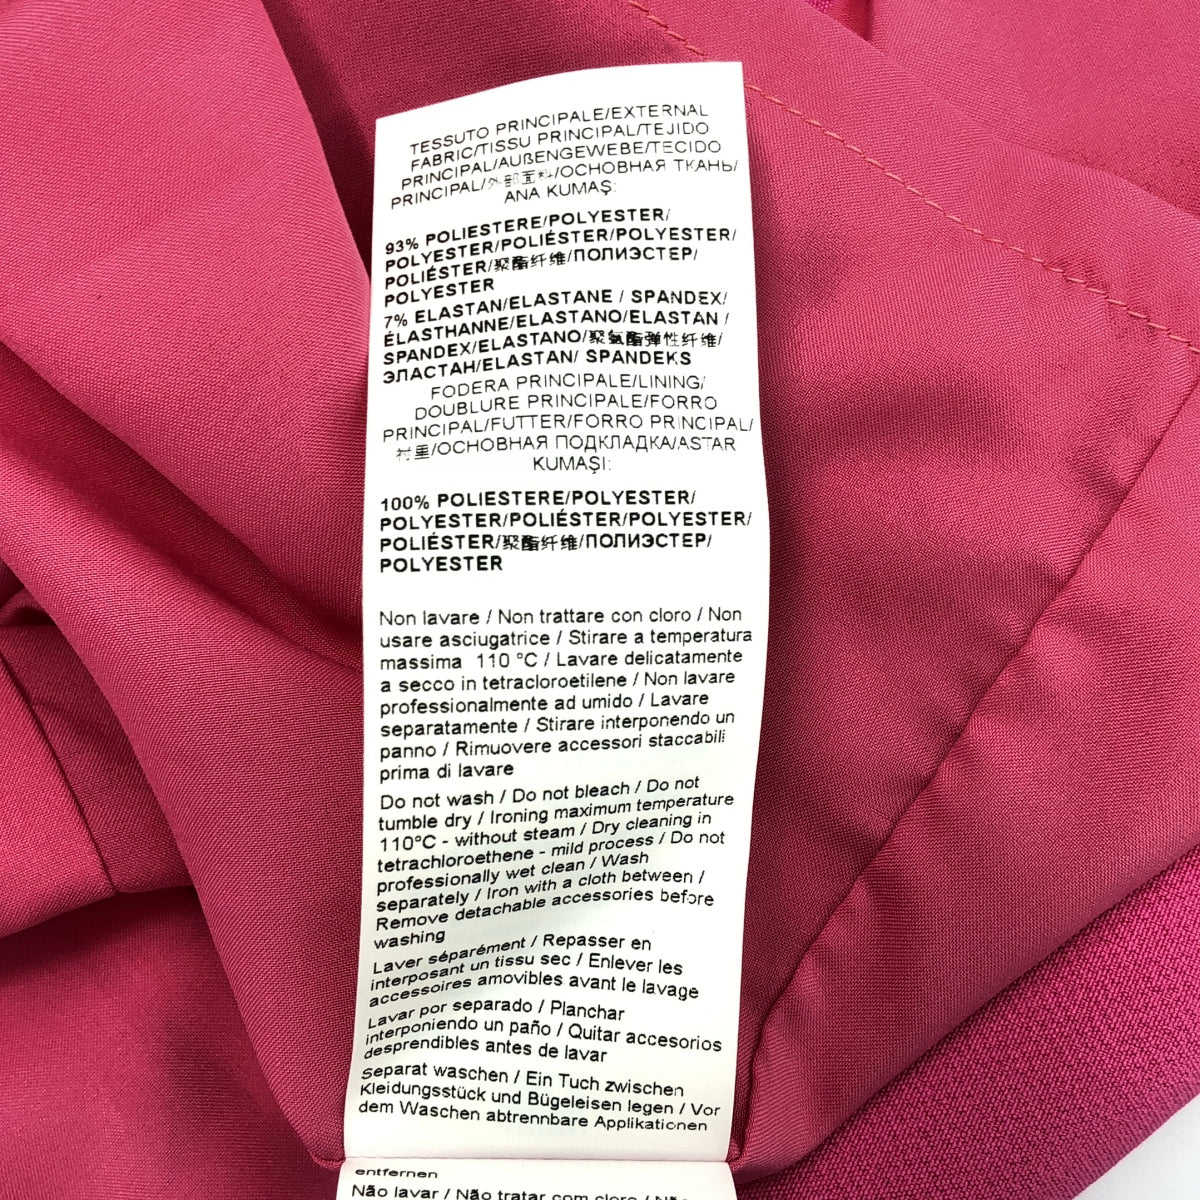 TESSUTO PRINCIPALE/EXTERNAL
FABRIC/TISSU PRINCIPAL/TEJIDO
PRINCIPAL/AUßENGEWEBE/TECIDO
PRINCIPAL/外部面料/ОСНОВНАЯ ТКАНЬ/
ANA KUMAŞ:
93% POLIESTERE/POLYESTER/
POLYESTER/POLIÉSTER/POLYESTER/
POLIÉSTER/聚酯纤维/ПОЛИЭСТЕР/
POLYESTER
7% ELASTAN/ELASTANE / SPANDEX/
ÉLASTHANNE/ELASTANO/ELASTAN /
SPANDEX/ELASTANO/聚氨酯弹性纤维/
ЭЛАСТАН/ELASTAN/ SPANDEKS
FODERA PRINCIPALE/LINING/
DOUBLURE PRINCIPALE/FORRO
PRINCIPAL/FUTTER/FORRO PRINCIPAL/
衬里/ОСНОВНАЯ ПОДКЛАДКА/ASTAR
KUMAŞI:
100% POLIESTERE/POLYESTER/
POLYESTER/POLIÉSTER/POLYESTER/
POLIÉSTER/聚酯纤维/ПОЛИЭСТЕР/
POLYESTER
Non lavare / Non trattare con cloro / Non
usare asciugatrice / Stirare a temperatura
massima 110 °C / Lavare delicatamente
a secco in tetracloroetilene / Non lavare
professionalmente ad umido / Lavare
separatamente / Stirare interponendo un
panno / Rimuovere accessori staccabili
prima di lavare
Do not wash / Do not bleach / Do not
tumble dry / Ironing maximum temperature
110°C - without steam / Dry cleaning in
tetrachloroethene - mild process / Do not
professionally wet clean / Wash
separately / Iron with a cloth between /
Remove detachable accessories before
washing
Laver séparément / Repasser en
interposant un tissu sec / Enlever les
accessoires amovibles avant le lavage
Lavar por separado / Planchar
interponiendo un paño / Quitar accesorios
desprendibles antes de lavar
Separat waschen / Ein Tuch zwischen
Kleidungsstück und Bügeleisen legen / Vor
dem Waschen abtrennbare Applikationen
entfernen
Não lavar / Não tratar com cloro / Não